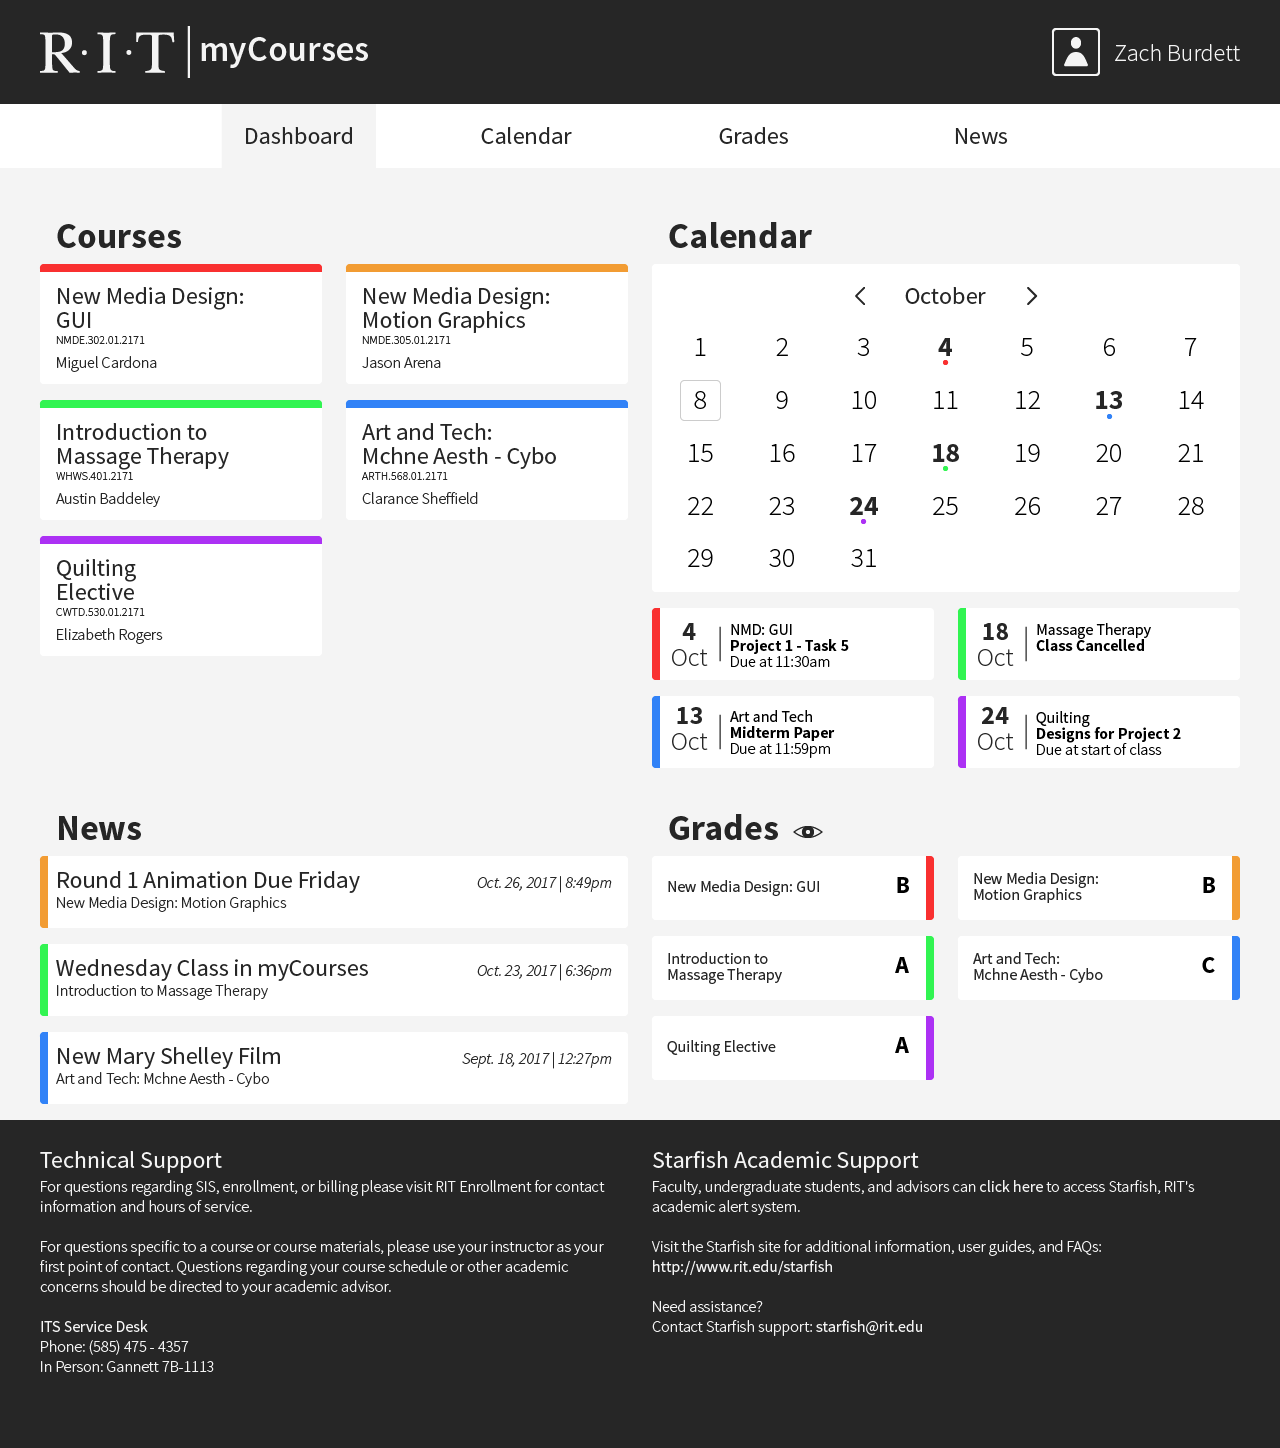 R·I·T myCourses
Zach Burdett
Dashboard Calendar Grades News
Courses
New Media Design:
GUI
NMDE.302.01.2171
Miguel Cardona
New Media Design:
Motion Graphics
NMDE.305.01.2171
Jason Arena
Introduction to
Massage Therapy
WHWS.401.2171
Austin Baddeley
Art and Tech:
Mchne Aesth - Cybo
ARTH.568.01.2171
Clarance Sheffield
Quilting
Elective
CWTD.530.01.2171
Elizabeth Rogers
Calendar
October
1 2 3 4 5 6 7
8 9 10 11 12 13 14
15 16 17 18 19 20 21
22 23 24 25 26 27 28
29 30 31
4
Oct
NMD: GUI
Project 1 - Task 5
Due at 11:30am
18
Oct
Massage Therapy
Class Cancelled
13
Oct
Art and Tech
Midterm Paper
Due at 11:59pm
24
Oct
Quilting
Designs for Project 2
Due at start of class
News
Round 1 Animation Due Friday
New Media Design: Motion Graphics
Oct. 26, 2017 | 8:49pm
Wednesday Class in myCourses
Introduction to Massage Therapy
Oct. 23, 2017 | 6:36pm
New Mary Shelley Film
Art and Tech: Mchne Aesth - Cybo
Sept. 18, 2017 | 12:27pm
Grades
New Media Design: GUI
B
New Media Design:
Motion Graphics
B
Introduction to
Massage Therapy
A
Art and Tech:
Mchne Aesth - Cybo
C
Quilting Elective
A
Technical Support
For questions regarding SIS, enrollment, or billing please visit RIT Enrollment for contact
information and hours of service.
For questions specific to a course or course materials, please use your instructor as your
first point of contact. Questions regarding your course schedule or other academic
concerns should be directed to your academic advisor.
ITS Service Desk
Phone: (585) 475 - 4357
In Person: Gannett 7B-1113
Starfish Academic Support
Faculty, undergraduate students, and advisors can click here to access Starfish, RIT's
academic alert system.
Visit the Starfish site for additional information, user guides, and FAQs:
http://www.rit.edu/starfish
Need assistance?
Contact Starfish support: starfish@rit.edu